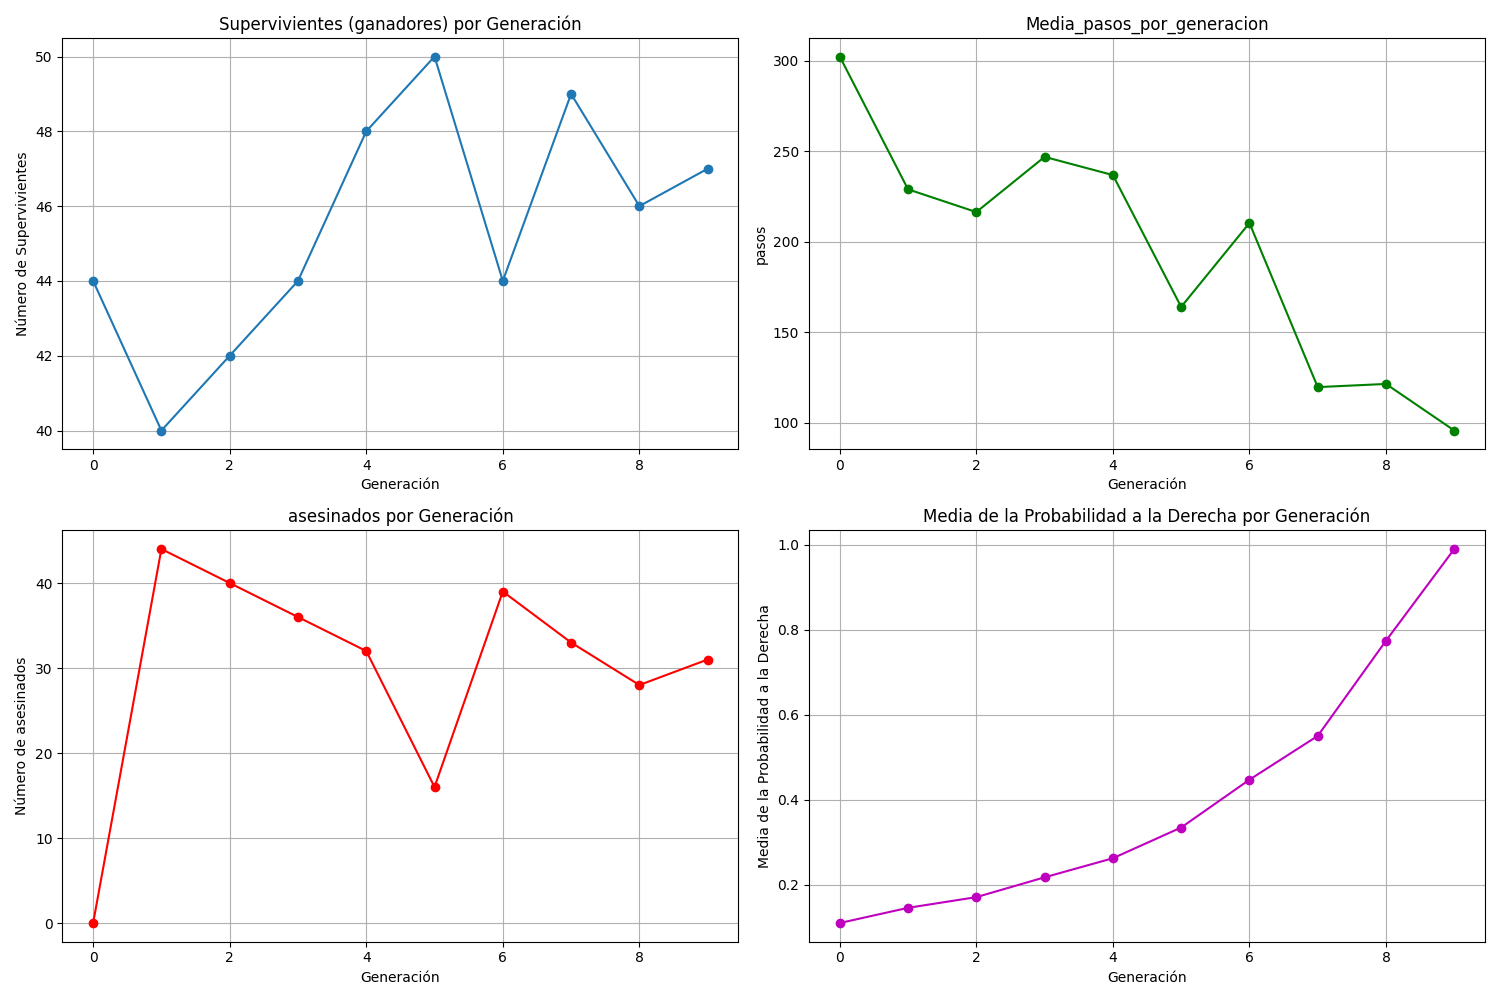 Supervivientes (ganadores) por Generación
Número de Supervivientes
50
48
46
44
42
40
0 2 4 6 8
Generación
Media_pasos_por_generacion
pasos
300
250
200
150
100
0 2 4 6 8
Generación
asesinados por Generación
Número de asesinados
40
30
20
10
0
0 2 4 6 8
Generación
Media de la Probabilidad a la Derecha por Generación
Media de la Probabilidad a la Derecha
1.0
0.8
0.6
0.4
0.2
0 2 4 6 8
Generación